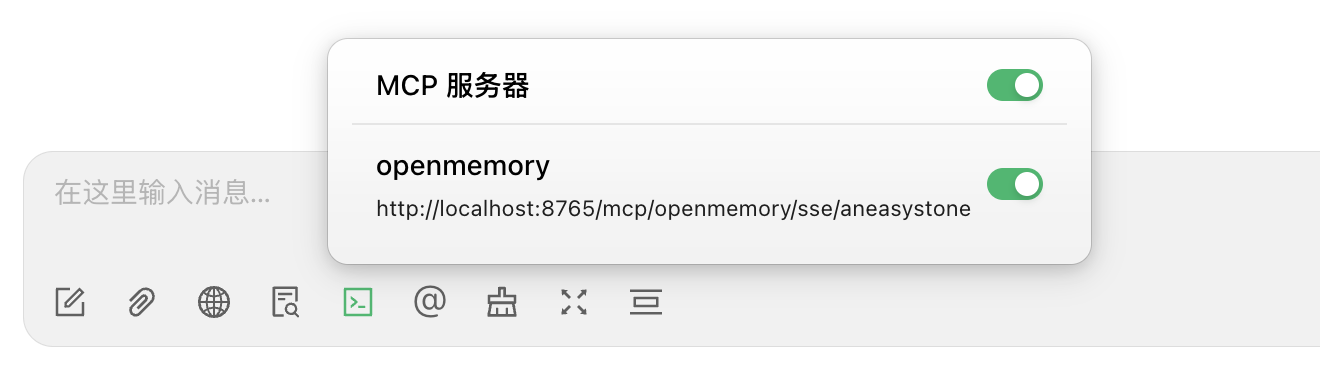 MCP 服务器
openmemory
http://localhost:8765/mcp/openmemory/sse/aneasystone
在这里输入消息...